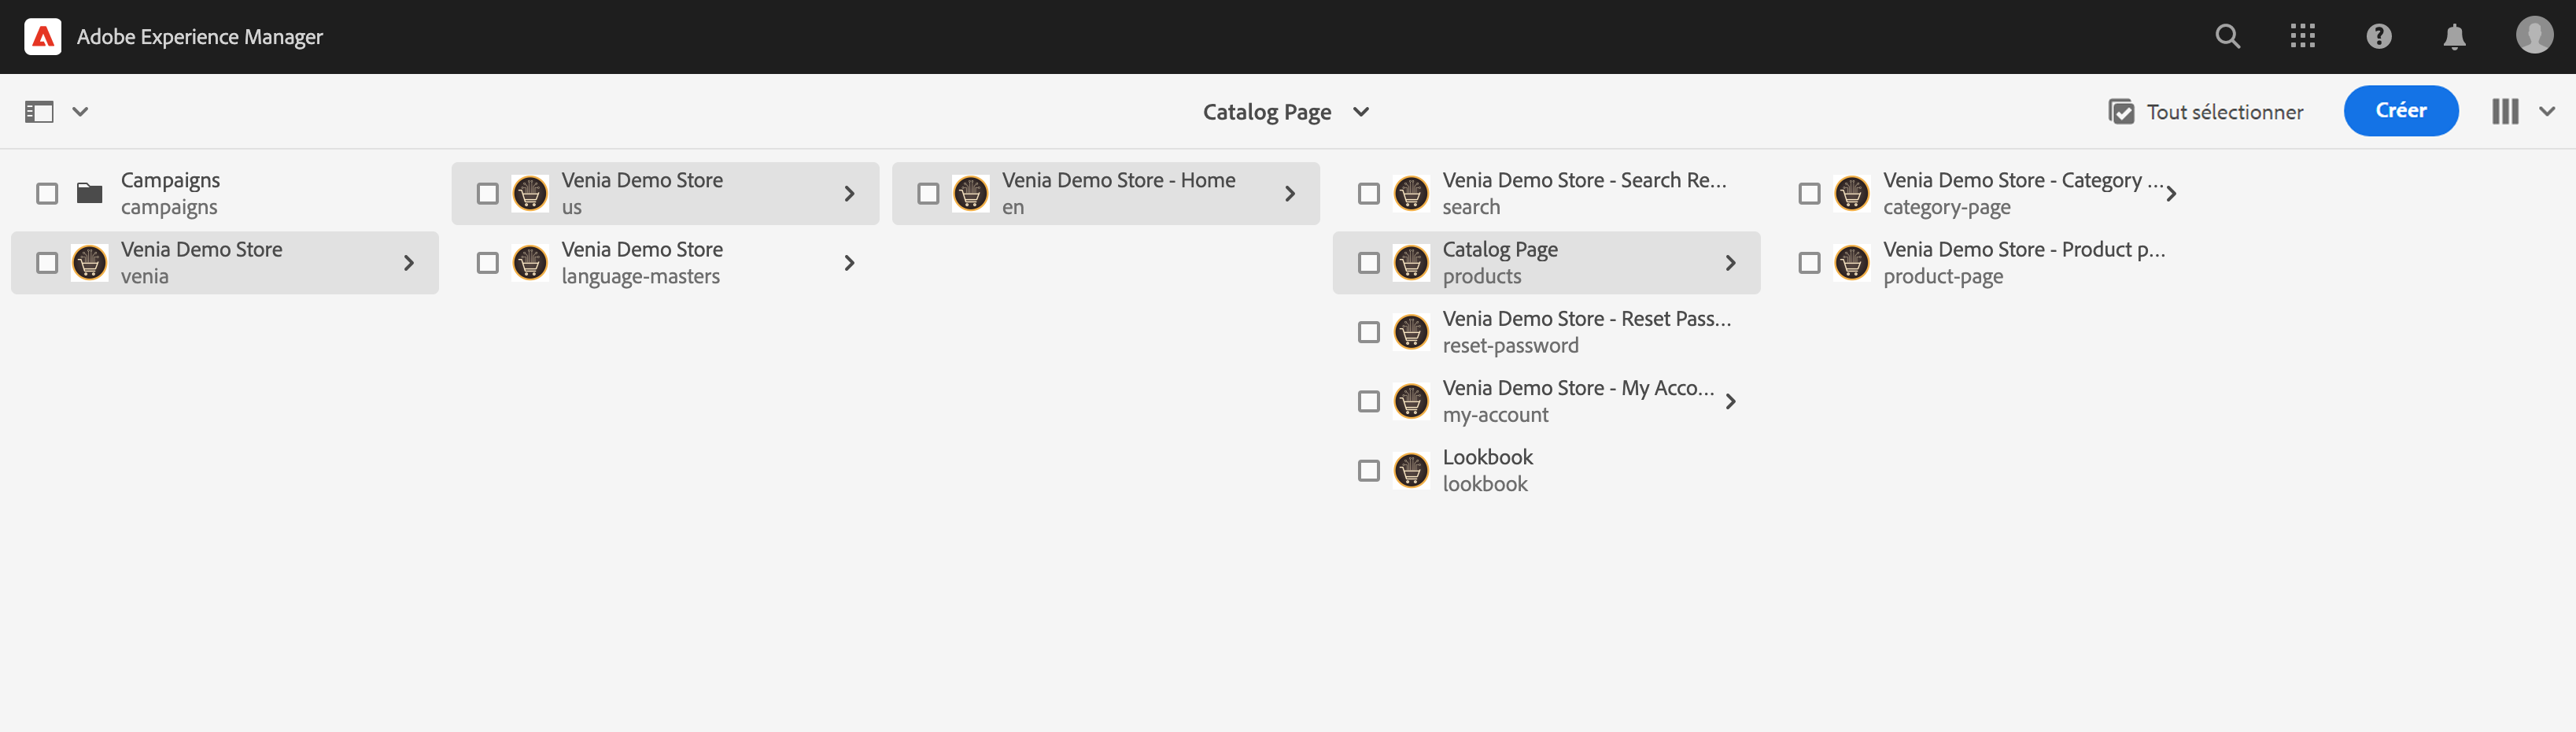 Adobe Experience Manager
Catalog Page
Tout sélectionner
Créer
Campaigns
campaigns
Venia Demo Store
venia
Venia Demo Store
us
Venia Demo Store
language-masters
Venia Demo Store - Home
en
Venia Demo Store - Search Re...
search
Catalog Page
products
Venia Demo Store - Reset Pass...
reset-password
Venia Demo Store - My Acco...
my-account
Lookbook
lookbook
Venia Demo Store - Category ...
category-page
Venia Demo Store - Product p...
product-page